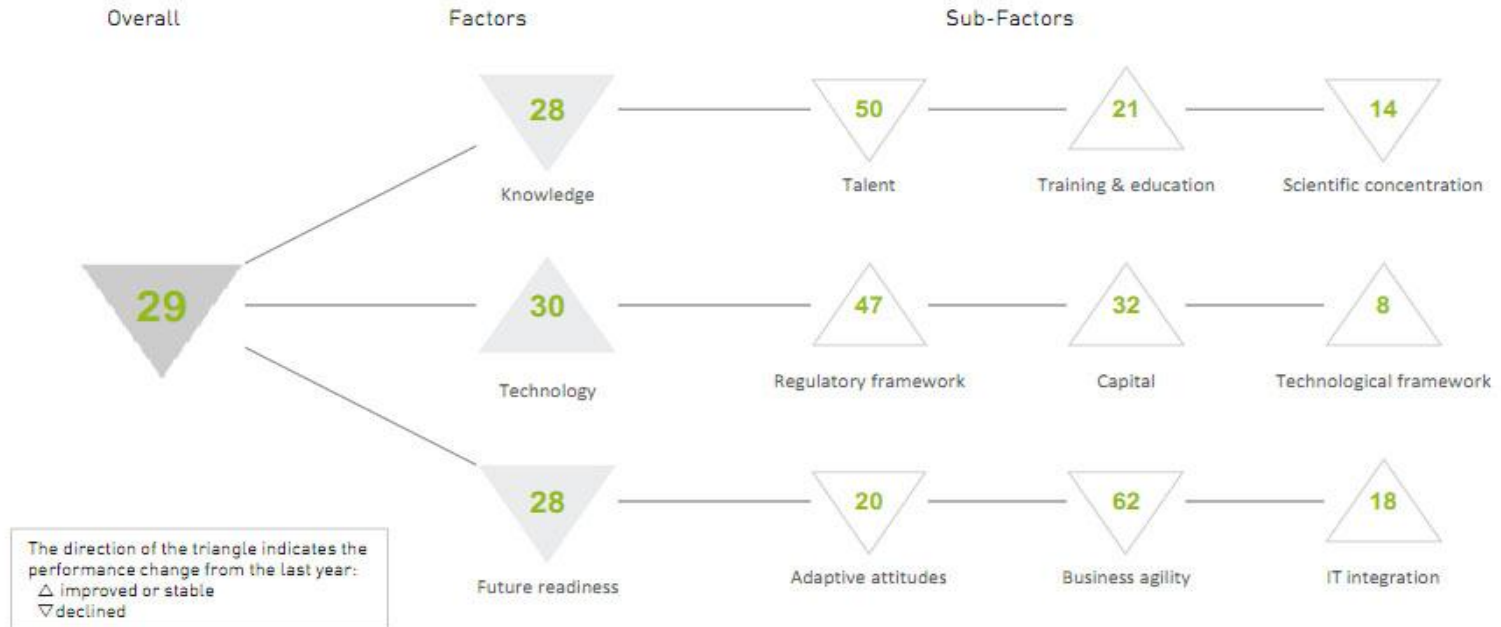 Overall Factors Sub-Factors
28 50 21 14
Knowledge Talent Training & education Scientific concentration
29 30 47 32 8
Technology Regulatory framework Capital Technological framework
28 20 62 18
Future readiness Adaptive attitudes Business agility IT integration
The direction of the triangle indicates the
performance change from the last year:
△ improved or stable
▽ declined